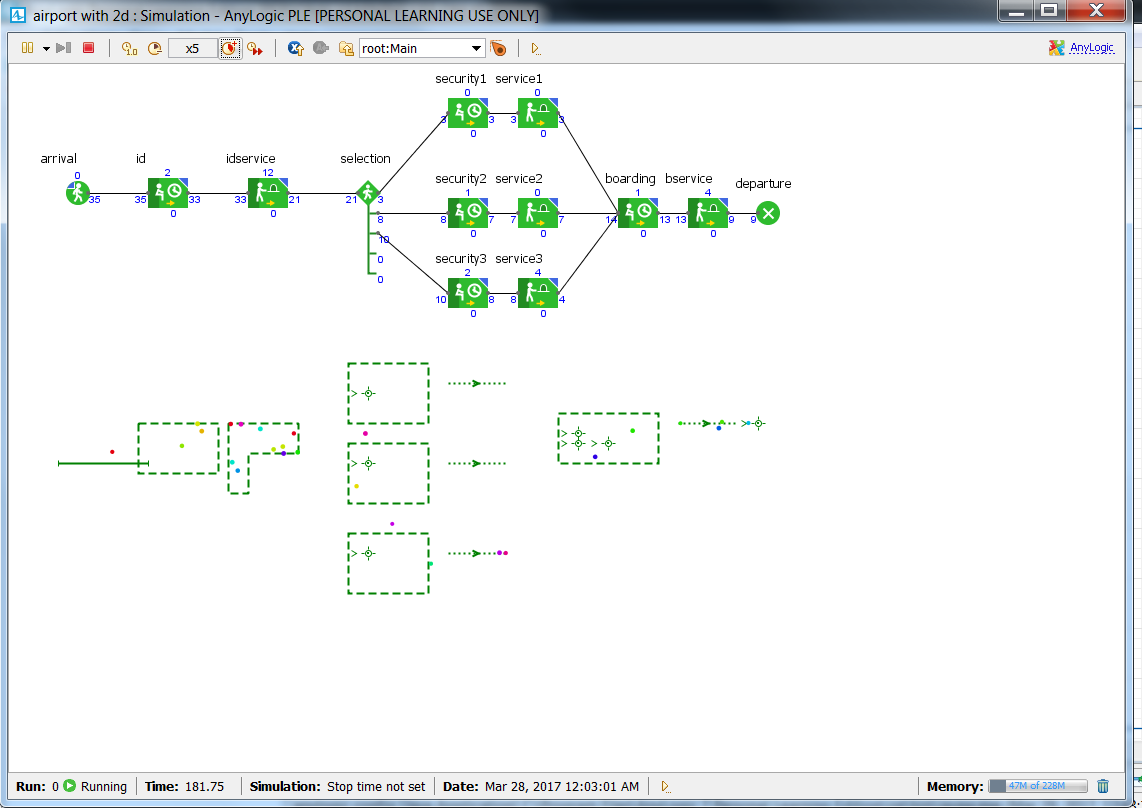 airport with 2d : Simulation - AnyLogic PLE [PERSONAL LEARNING USE ONLY]
x5 root:Main AnyLogic
security1 service1
0 0
3 3 3 3
0 0
arrival id idservice selection
0 2 12
35 35 33 33 21 21 3
0 0
8
10
0
0
security2 service2 boarding bservice departure
1 0 1 4
8 7 7 7 14 13 13 9 9
0 0 0 0
security3 service3
2 4
10 8 8 4
0 0
Run: 0 Running Time: 181.75 Simulation: Stop time not set Date: Mar 28, 2017 12:03:01 AM Memory: 47M of 228M